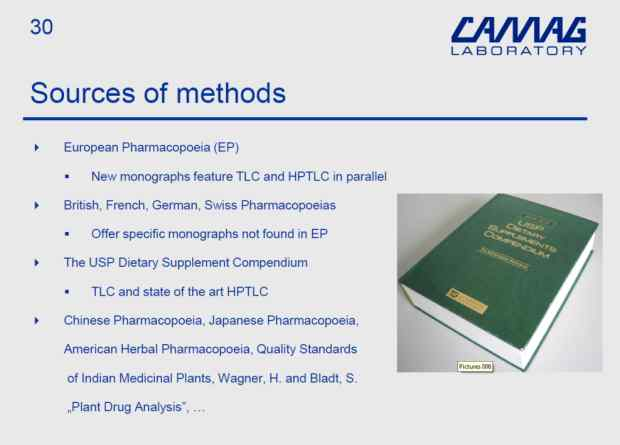 30
CAMAG
LABORATORY
Sources of methods
European Pharmacopoeia (EP)
New monographs feature TLC and HPTLC in parallel
British, French, German, Swiss Pharmacopoeias
Offer specific monographs not found in EP
The USP Dietary Supplement Compendium
TLC and state of the art HPTLC
Chinese Pharmacopoeia, Japanese Pharmacopoeia,
American Herbal Pharmacopoeia, Quality Standards
of Indian Medicinal Plants, Wagner, H. and Bladt, S.
„Plant Drug Analysis”, …
USP
DIETARY
SUPPLEMENTS
COMPENDIUM
Pictures 006